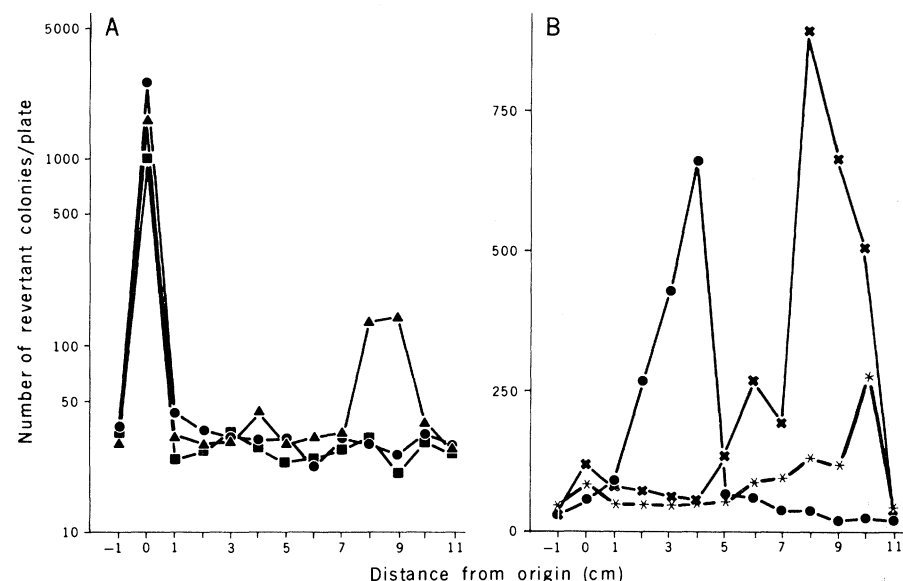 A
B
Number of revertant colonies/plate
5000
1000
500
100
50
10
-1 0 1 3 5 7 9 11
750
500
250
0
-1 0 1 3 5 7 9 11
Distance from origin (cm)